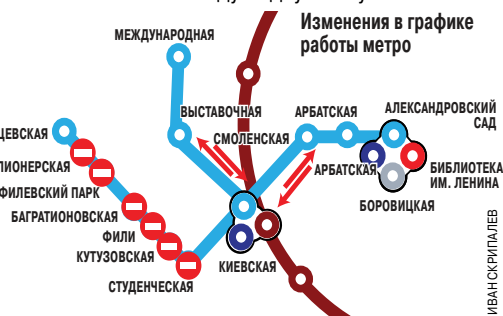 Изменения в графике
работы метро
МЕЖДУНАРОДНАЯ
ВЫСТАВОЧНАЯ
АРБАТСКАЯ
АЛЕКСАНДРОВСКИЙ
САД
СМОЛЕНСКАЯ
ЦЕВСКАЯ
ПИОНЕРСКАЯ
ФИЛЕВСКИЙ ПАРК
БАГРАТИОНОВСКАЯ
ФИЛИ
КУТУЗОВСКАЯ
СТУДЕНЧЕСКАЯ
АРБАТСКАЯ
БИБЛИОТЕКА
ИМ. ЛЕНИНА
БОРОВИЦКАЯ
КИЕВСКАЯ
ИВАН СКРИПАЛЕВ